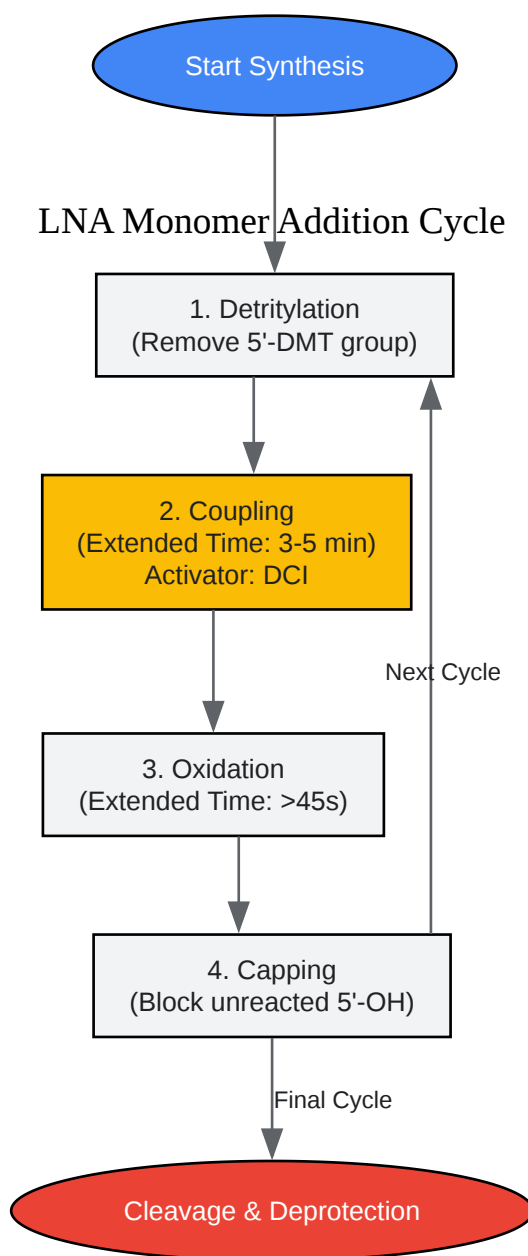 Start Synthesis
LNA Monomer Addition Cycle
1. Detritylation
(Remove 5'-DMT group)
2. Coupling
(Extended Time: 3-5 min)
Activator: DCI
Next Cycle
3. Oxidation
(Extended Time: >45s)
4. Capping
(Block unreacted 5'-OH)
Final Cycle
Cleavage & Deprotection